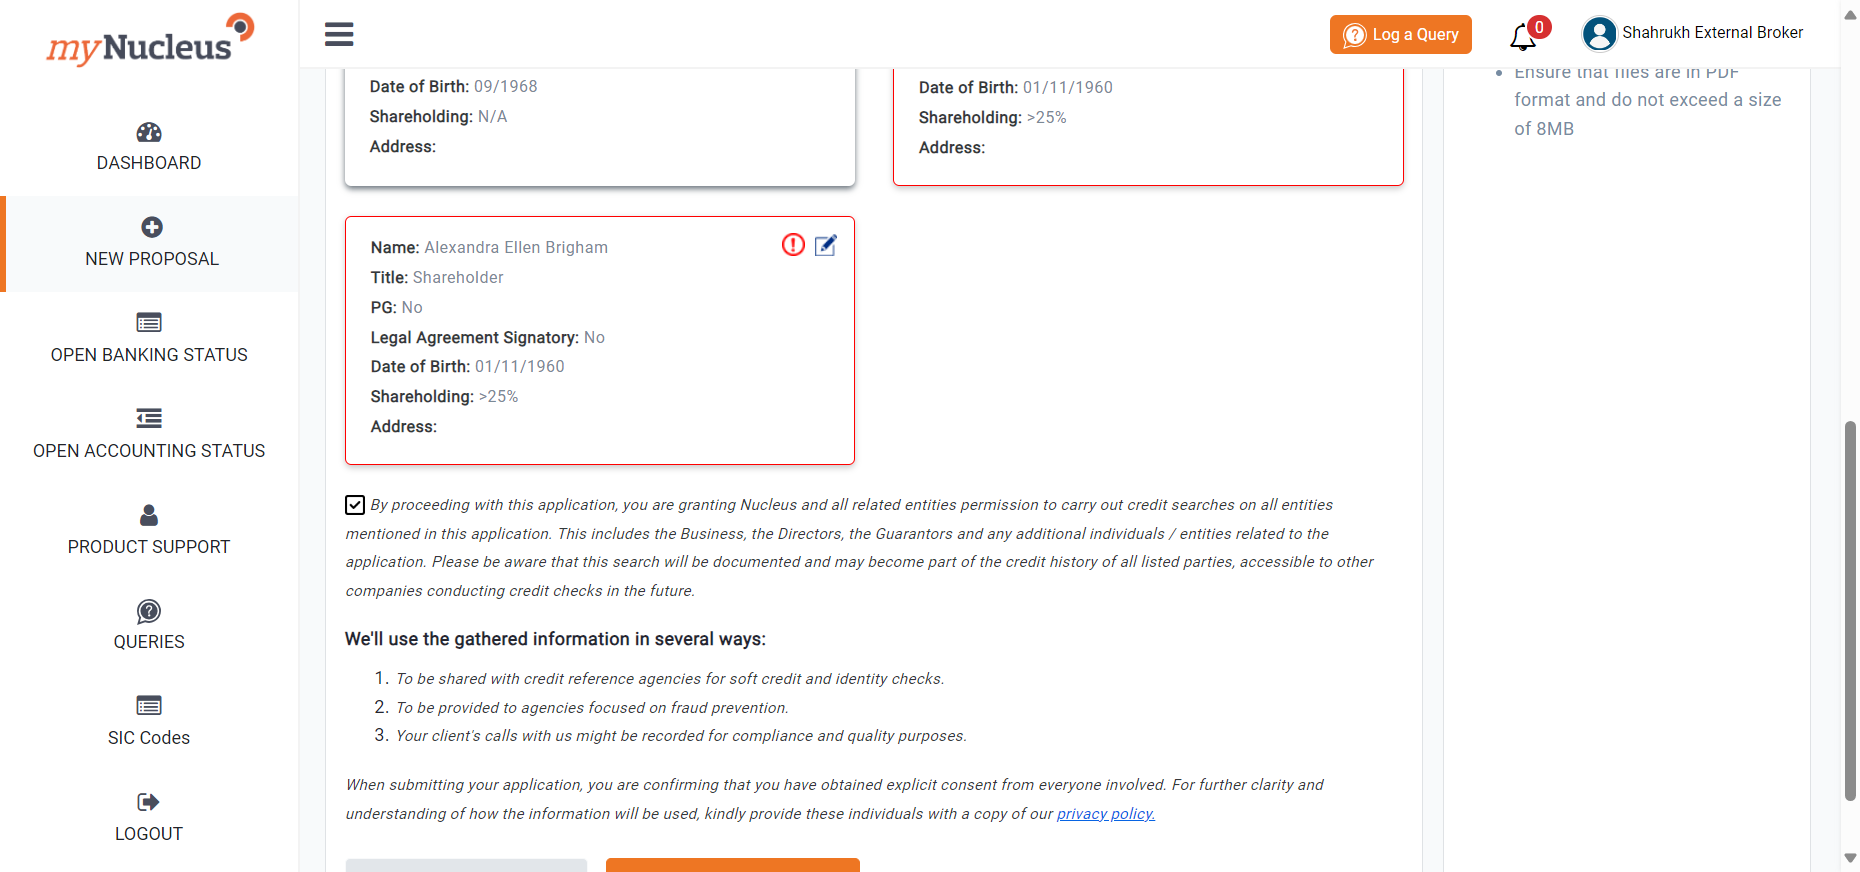 myNucleus
Log a Query
0
Shahrukh External Broker
DASHBOARD
NEW PROPOSAL
OPEN BANKING STATUS
OPEN ACCOUNTING STATUS
PRODUCT SUPPORT
QUERIES
SIC Codes
LOGOUT
Date of Birth: 09/1968
Shareholding: N/A
Address:
Date of Birth: 01/11/1960
Shareholding: >25%
Address:
• Ensure that files are in PDF
format and do not exceed a size
of 8MB
Name: Alexandra Ellen Brigham
Title: Shareholder
PG: No
Legal Agreement Signatory: No
Date of Birth: 01/11/1960
Shareholding: >25%
Address:
By proceeding with this application, you are granting Nucleus and all related entities permission to carry out credit searches on all entities
mentioned in this application. This includes the Business, the Directors, the Guarantors and any additional individuals / entities related to the
application. Please be aware that this search will be documented and may become part of the credit history of all listed parties, accessible to other
companies conducting credit checks in the future.
We'll use the gathered information in several ways:
1. To be shared with credit reference agencies for soft credit and identity checks.
2. To be provided to agencies focused on fraud prevention.
3. Your client's calls with us might be recorded for compliance and quality purposes.
When submitting your application, you are confirming that you have obtained explicit consent from everyone involved. For further clarity and
understanding of how the information will be used, kindly provide these individuals with a copy of our privacy policy.